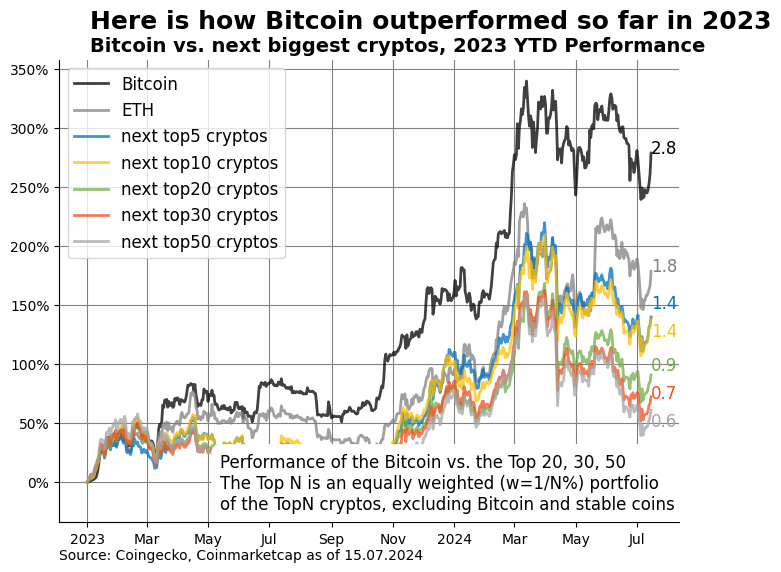 Here is how Bitcoin outperformed so far in 2023
Bitcoin vs. next biggest cryptos, 2023 YTD Performance
350%
300%
250%
200%
150%
100%
50%
0%
Bitcoin
ETH
next top5 cryptos
next top10 cryptos
next top20 cryptos
next top30 cryptos
next top50 cryptos
2.8
1.8
1.4
1.4
0.9
0.7
0.6
Performance of the Bitcoin vs. the Top 20, 30, 50
The Top N is an equally weighted (w=1/N%) portfolio
of the TopN cryptos, excluding Bitcoin and stable coins
2023 Mar May Jul Sep Nov 2024 Mar May Jul
Source: Coingecko, Coinmarketcap as of 15.07.2024